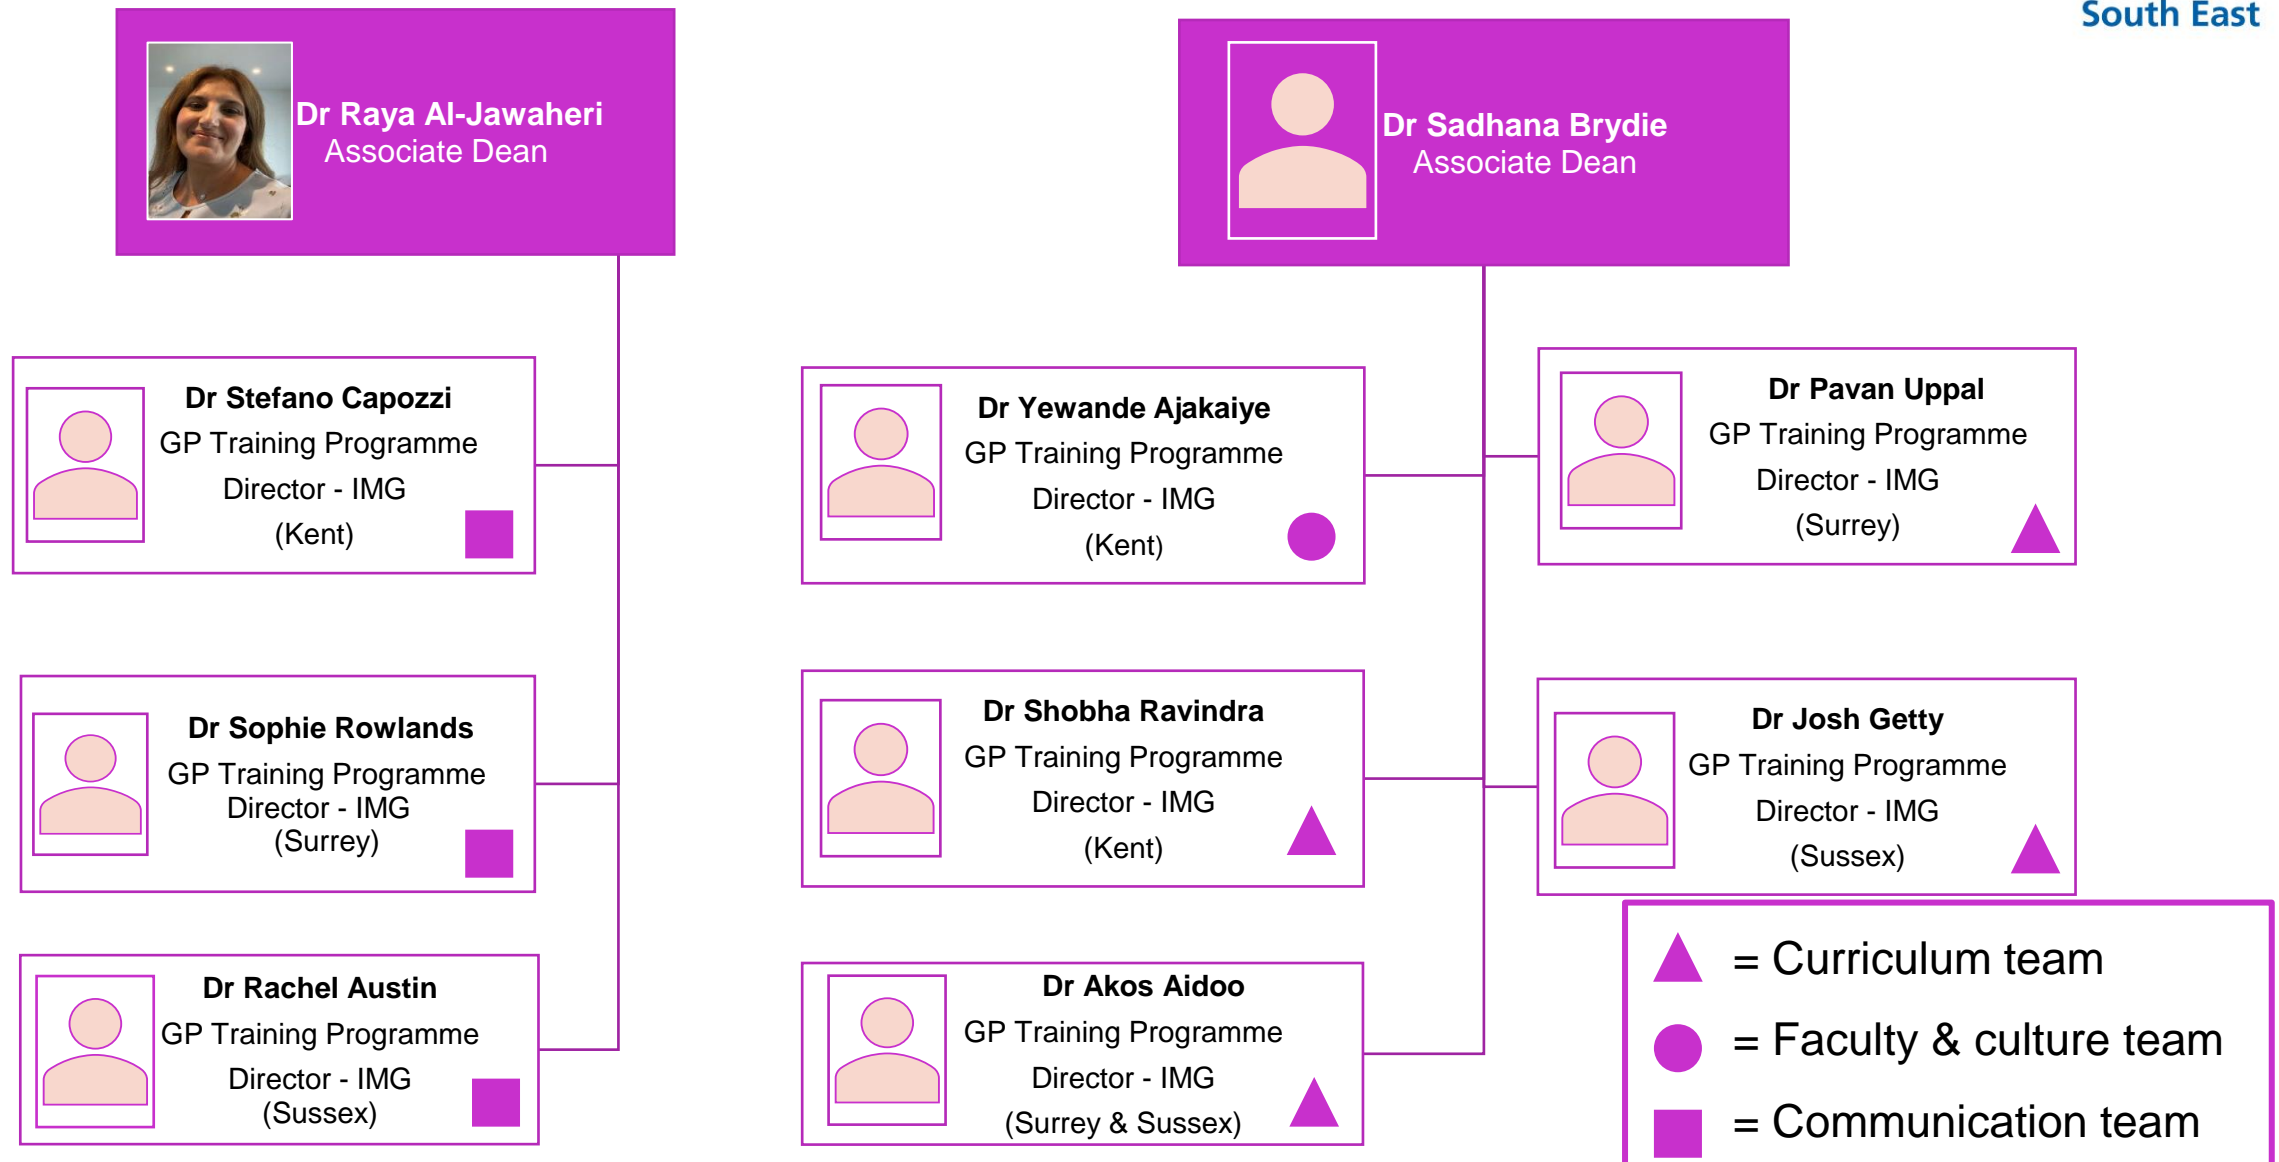 South East
Dr Raya Al-Jawaheri
Associate Dean
Dr Sadhana Brydie
Associate Dean
Dr Stefano Capozzi
GP Training Programme
Director - IMG
(Kent)
Dr Yewande Ajakaiye
GP Training Programme
Director - IMG
(Kent)
Dr Pavan Uppal
GP Training Programme
Director - IMG
(Surrey)
Dr Sophie Rowlands
GP Training Programme
Director - IMG
(Surrey)
Dr Shobha Ravindra
GP Training Programme
Director - IMG
(Kent)
Dr Josh Getty
GP Training Programme
Director - IMG
(Sussex)
Dr Rachel Austin
GP Training Programme
Director - IMG
(Sussex)
Dr Akos Aidoo
GP Training Programme
Director - IMG
(Surrey & Sussex)
= Curriculum team
= Faculty & culture team
= Communication team